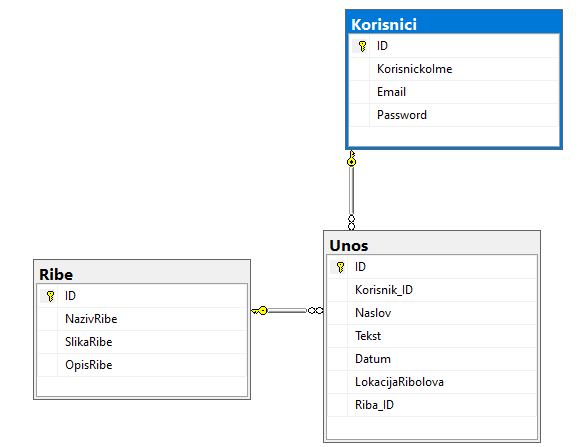 Korisnici
ID
KorisnickoIme
Email
Password
Ribe
ID
NazivRibe
SlikaRibe
OpisRibe
Unos
ID
Korisnik_ID
Naslov
Tekst
Datum
LokacijaRibolova
Riba_ID